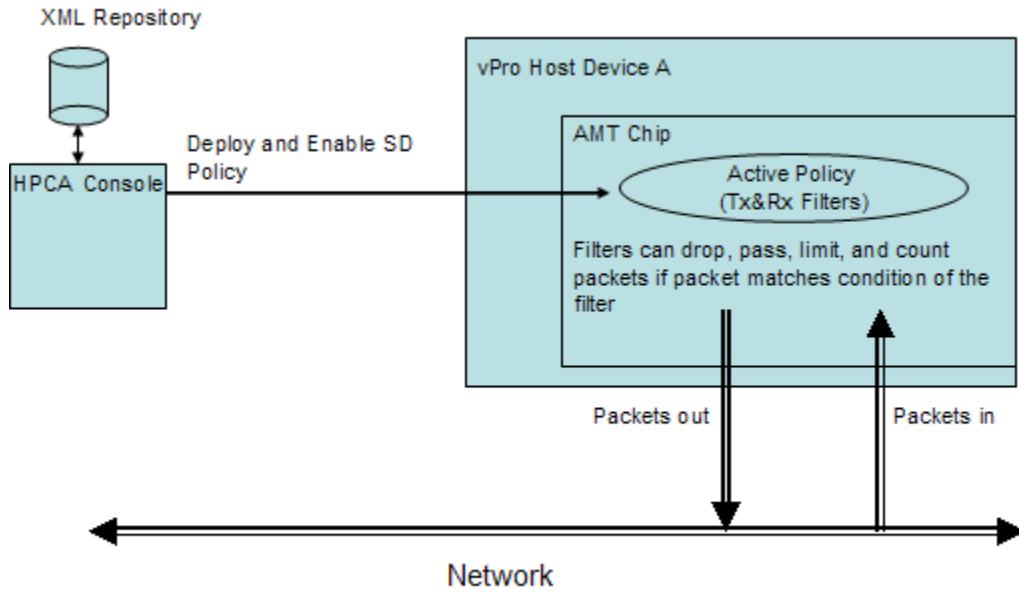 XML Repository
vPro Host Device A
AMT Chip
Deploy and Enable SD
Policy
HPCA Console
Active Policy
(Tx&Rx Filters)
Filters can drop, pass, limit, and count
packets if packet matches condition of the
filter
Packets out
Packets in
Network